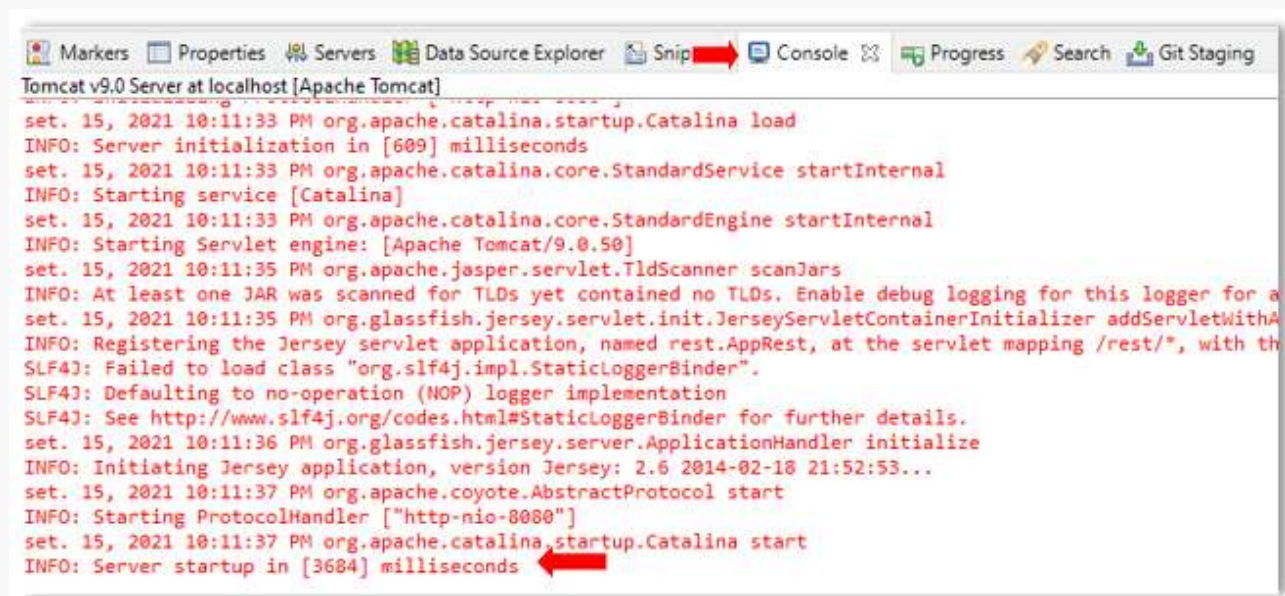 Markers Properties Servers Data Source Explorer Snip Console Progress Search Git Staging
Tomcat v9.0 Server at localhost [Apache Tomcat]
set. 15, 2021 10:11:33 PM org.apache.catalina.startup.Catalina load
INFO: Server initialization in [609] milliseconds
set. 15, 2021 10:11:33 PM org.apache.catalina.core.StandardService startInternal
INFO: Starting service [Catalina]
set. 15, 2021 10:11:33 PM org.apache.catalina.core.StandardEngine startInternal
INFO: Starting Servlet engine: [Apache Tomcat/9.0.50]
set. 15, 2021 10:11:35 PM org.apache.jasper.servlet.TldScanner scanJars
INFO: At least one JAR was scanned for TLDs yet contained no TLDs. Enable debug logging for this logger for a
set. 15, 2021 10:11:35 PM org.glassfish.jersey.servlet.init.JerseyServletContainerInitializer addServletWithA
INFO: Registering the Jersey servlet application, named rest.AppRest, at the servlet mapping /rest/*, with th
SLF4J: Failed to load class "org.slf4j.impl.StaticLoggerBinder".
SLF4J: Defaulting to no-operation (NOP) logger implementation
SLF4J: See http://www.slf4j.org/codes.html#StaticLoggerBinder for further details.
set. 15, 2021 10:11:36 PM org.glassfish.jersey.server.ApplicationHandler initialize
INFO: Initiating Jersey application, version Jersey: 2.6 2014-02-18 21:52:53...
set. 15, 2021 10:11:37 PM org.apache.coyote.AbstractProtocol start
INFO: Starting ProtocolHandler ["http-nio-8080"]
set. 15, 2021 10:11:37 PM org.apache.catalina.startup.Catalina start
INFO: Server startup in [3684] milliseconds